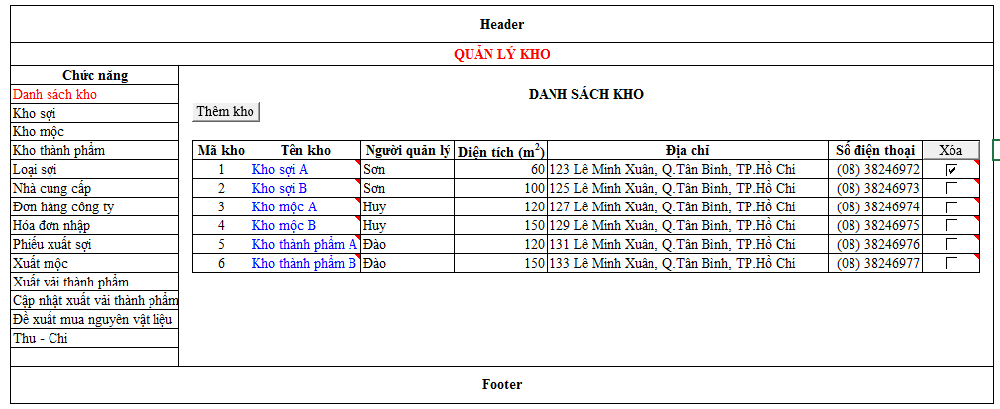 Header
QUẢN LÝ KHO
Chức năng
Danh sách kho
Kho sợi
Kho mộc
Kho thành phẩm
Loại sợi
Nhà cung cấp
Đơn hàng công ty
Hóa đơn nhập
Phiếu xuất sợi
Xuất mộc
Xuất vải thành phẩm
Cập nhật xuất vải thành phẩm
Đề xuất mua nguyên vật liệu
Thu - Chi
DANH SÁCH KHO
Thêm kho
Mã kho Tên kho Người quản lý Diện tích (m²) Địa chỉ Số điện thoại Xóa
1 Kho sợi A Sơn 60 123 Lê Minh Xuân, Q.Tân Bình, TP.Hồ Chi (08) 38246972
2 Kho sợi B Sơn 100 125 Lê Minh Xuân, Q.Tân Bình, TP.Hồ Chi (08) 38246973
3 Kho mộc A Huy 120 127 Lê Minh Xuân, Q.Tân Bình, TP.Hồ Chi (08) 38246974
4 Kho mộc B Huy 150 129 Lê Minh Xuân, Q.Tân Bình, TP.Hồ Chi (08) 38246975
5 Kho thành phẩm A Đào 120 131 Lê Minh Xuân, Q.Tân Bình, TP.Hồ Chi (08) 38246976
6 Kho thành phẩm B Đào 150 133 Lê Minh Xuân, Q.Tân Bình, TP.Hồ Chi (08) 38246977
Footer